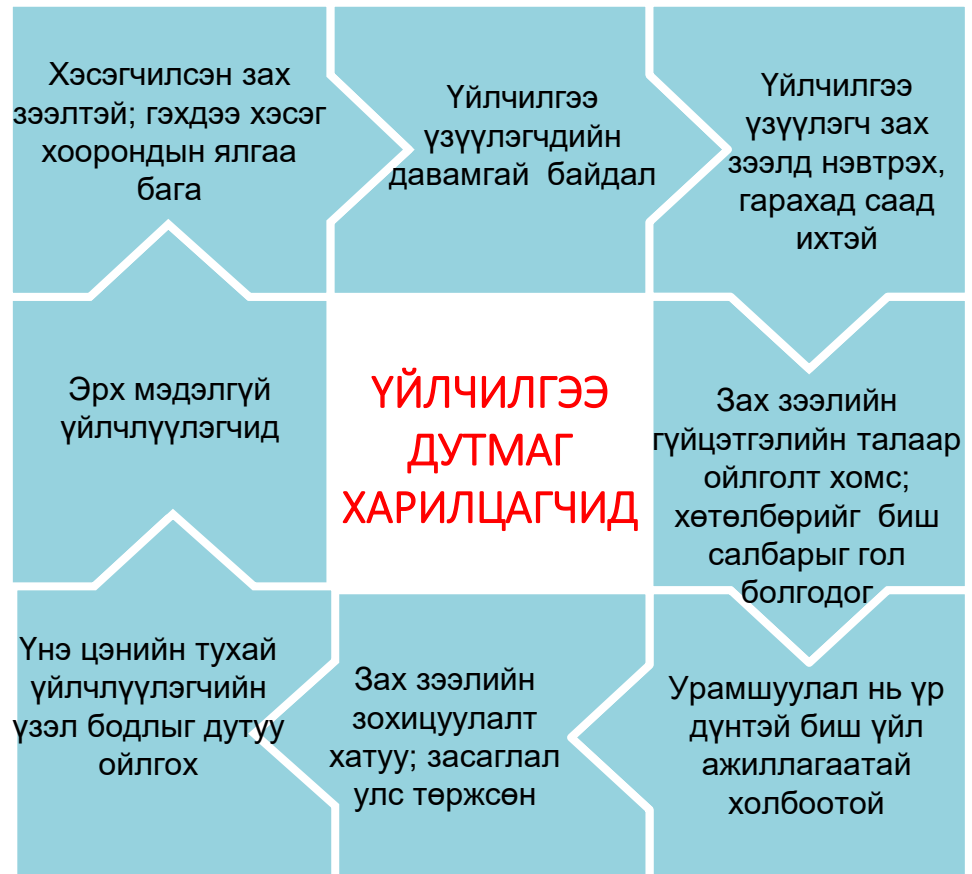 Хэсэгчилсэн зах
зээлтэй; гэхдээ хэсэг
хоорондын ялгаа
бага
Үйлчилгээ
үзүүлэгчдийн
давамгай байдал
Үйлчилгээ
үзүүлэгч зах
зээлд нэвтрэх,
гарахад саад
ихтэй
Эрх мэдэлгүй
үйлчлүүлэгчид
ҮЙЛЧИЛГЭЭ
ДУТМАГ
ХАРИЛЦАГЧИД
Зах зээлийн
гүйцэтгэлийн талаар
ойлголт хомс;
хөтөлбөрийг биш
салбарыг гол
болгодог
Үнэ цэнийн тухай
үйлчлүүлэгчийн
үзэл бодлыг дутуу
ойлгох
Зах зээлийн
зохицуулалт
хатуу; засаглал
улс төржсөн
Урамшуулал нь үр
дүнтэй биш үйл
ажиллагаатай
холбоотой